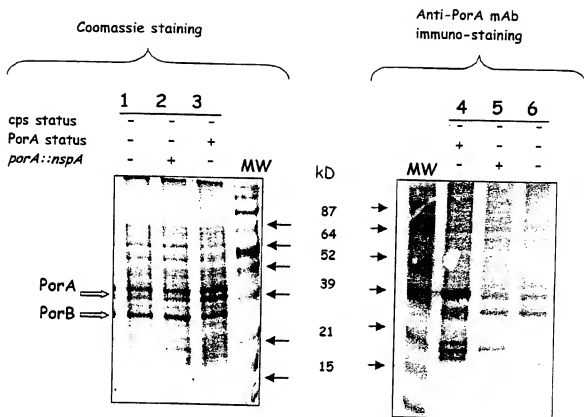 Coomassie staining
Anti-PorA mAb
immuno-staining
1 2 3
cps status - - -
PorA status - - +
porA::nspA - + -
MW
kD
MW
4 5 6
- - -
+ - -
- + -
87
64
52
39
21
15
PorA
PorB